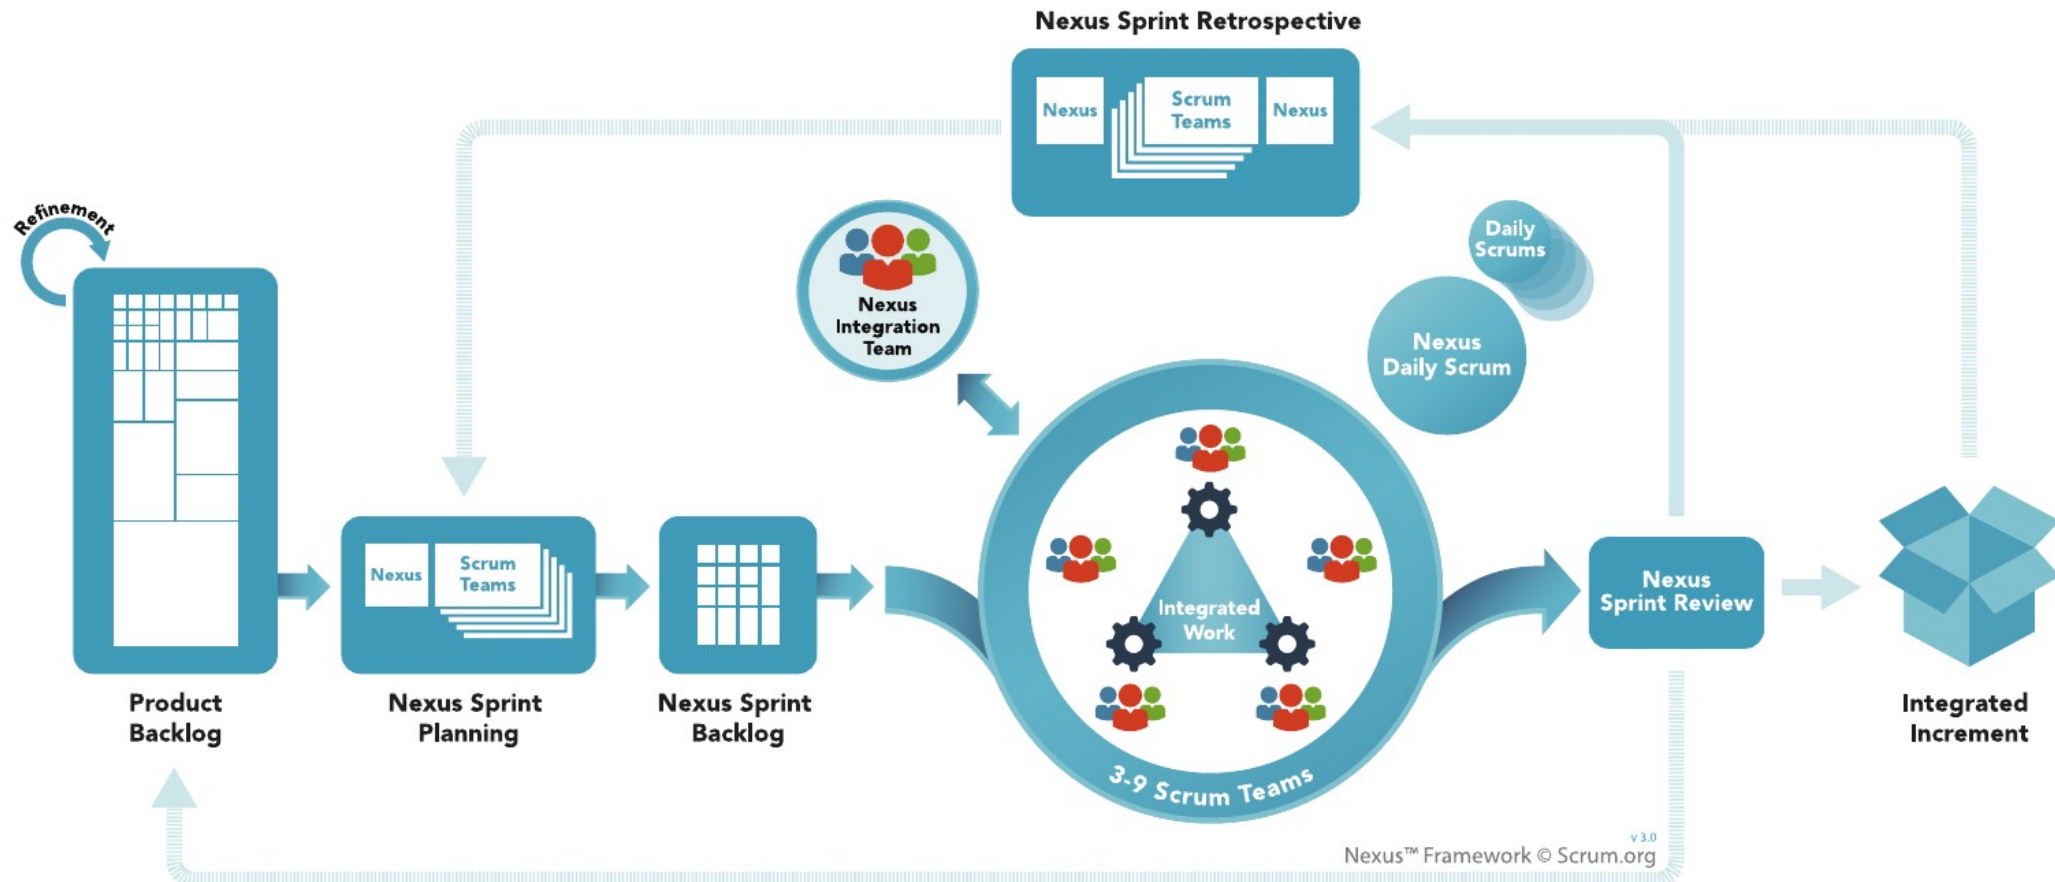 Nexus Sprint Retrospective
Nexus
Scrum
Teams
Nexus
Refinement
Daily
Scrums
Nexus
Integration
Team
Nexus
Daily Scrum
Nexus
Scrum
Teams
Integrated
Work
Nexus
Sprint Review
Product
Backlog
Nexus Sprint
Planning
Nexus Sprint
Backlog
3-9 Scrum Teams
Integrated
Increment
v 3.0
Nexus™ Framework © Scrum.org